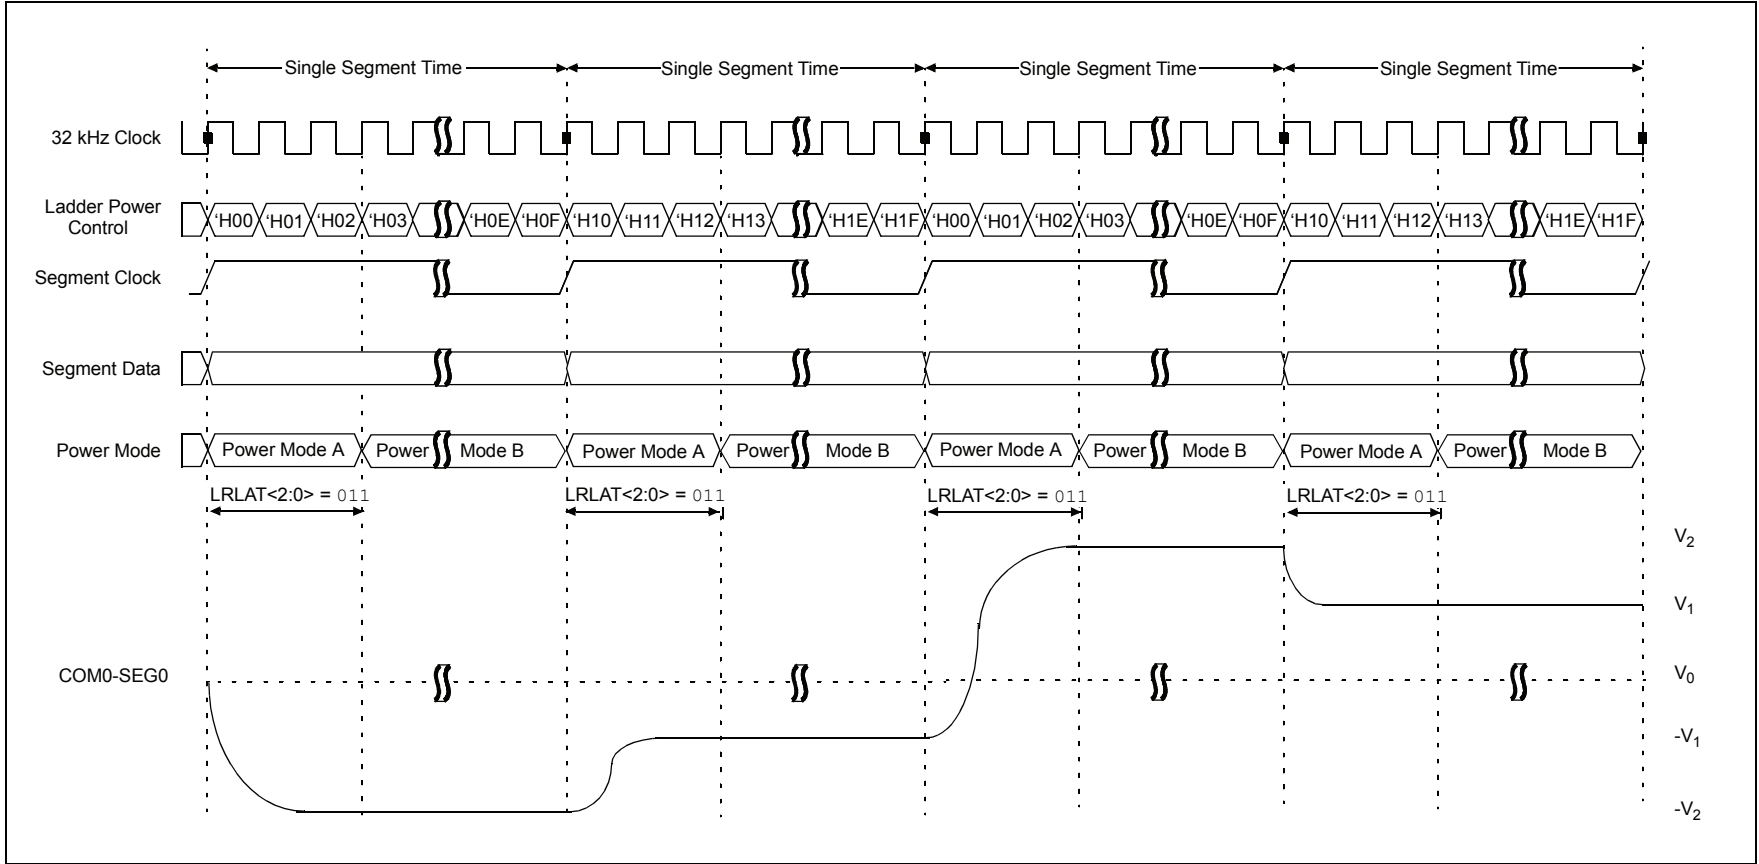 Single Segment Time Single Segment Time Single Segment Time Single Segment Time
32 kHz Clock
Ladder Power
Control
‘H00 ‘H01 ‘H02 ‘H03 ‘H0E ‘H0F ‘H10 ‘H11 ‘H12 ‘H13 ‘H1E ‘H1F ‘H00 ‘H01 ‘H02 ‘H03 ‘H0E ‘H0F ‘H10 ‘H11 ‘H12 ‘H13 ‘H1E ‘H1F
Segment Clock
Segment Data
Power Mode Power Mode A Power Mode B Power Mode A Power Mode B Power Mode A Power Mode B Power Mode A Power Mode B
LRLAT<2:0> = 011 LRLAT<2:0> = 011 LRLAT<2:0> = 011 LRLAT<2:0> = 011
V2
V1
COM0-SEG0 V0
-V1
-V2